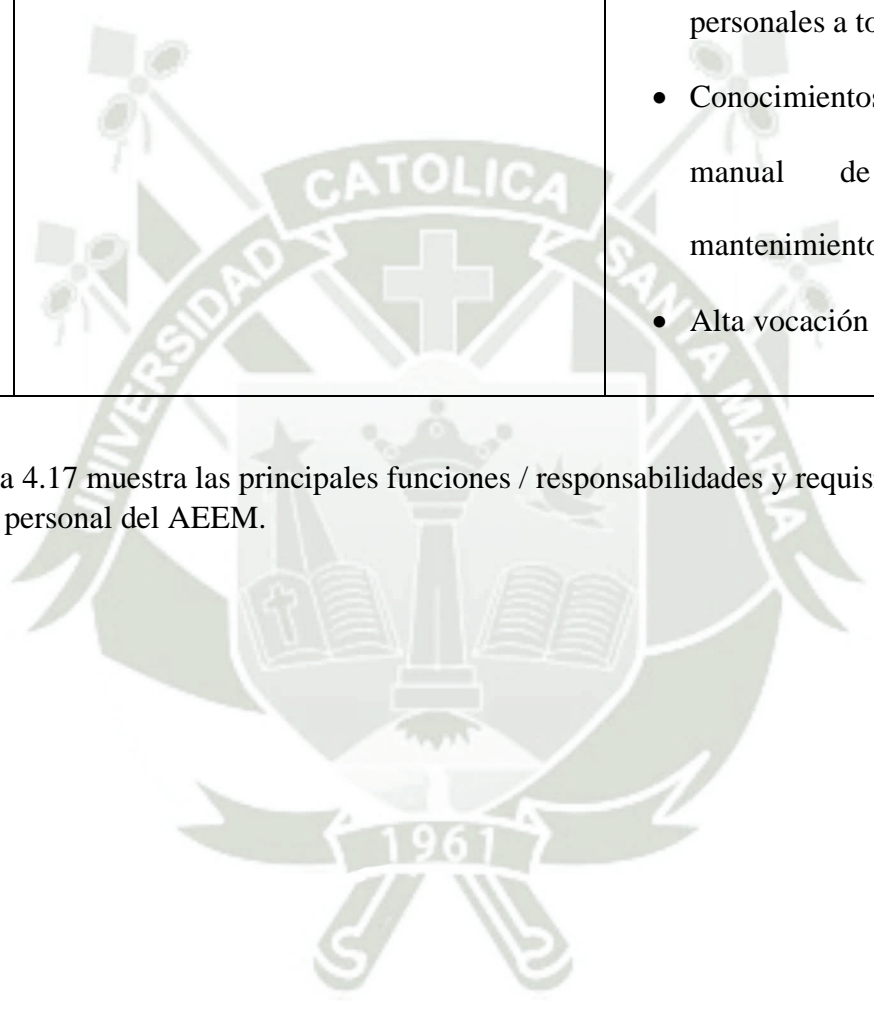 personales a to
• Conocimientos
manual de
mantenimiento
• Alta vocación
a 4.17 muestra las principales funciones / responsabilidades y requis
personal del AEEM.
UNIVERSIDAD CATOLICA SANTA MARIA
1961